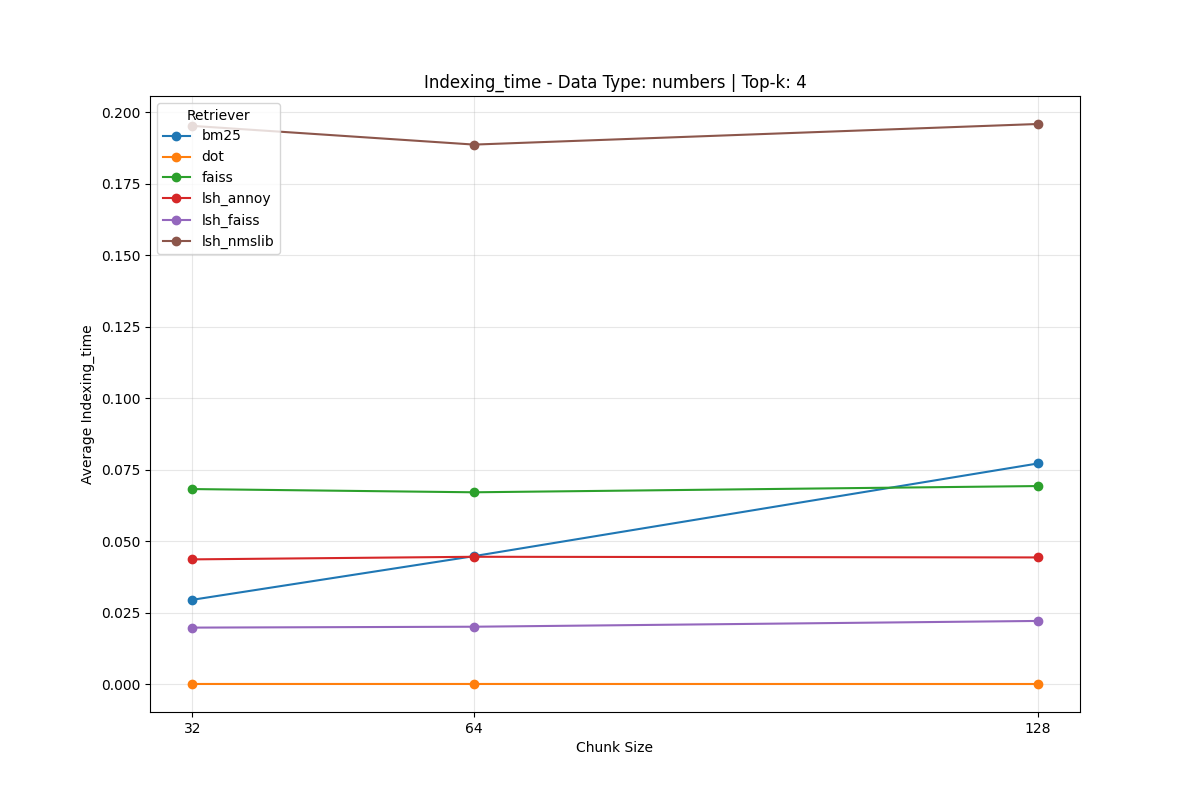 Indexing_time - Data Type: numbers | Top-k: 4
Retriever
bm25
dot
faiss
lsh_annoy
lsh_faiss
lsh_nmslib
Average Indexing_time
0.200
0.175
0.150
0.125
0.100
0.075
0.050
0.025
0.000
32
64
128
Chunk Size